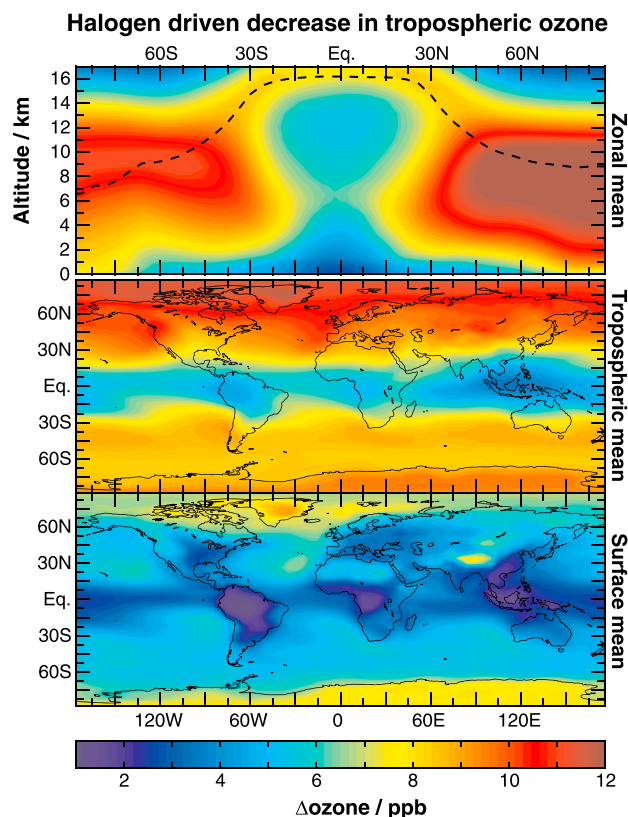 Halogen driven decrease in tropospheric ozone
60S 30S Eq. 30N 60N
16
14
12
10
8
6
4
2
0
Altitude / km
Zonal mean
60N
30N
Eq.
30S
60S
Tropospheric mean
60N
30N
Eq.
30S
60S
Surface mean
120W 60W 0 60E 120E
2 4 6 8 10 12
Δozone / ppb